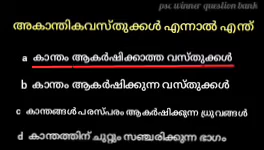 psc winner question bank
അകാന്തികവസ്തുക്കൾ എന്നാൽ എന്ത്
a കാന്തം ആകർഷിക്കാത്ത വസ്തുക്കൾ
b കാന്തം ആകർഷിക്കുന്ന വസ്തുക്കൾ
c കാന്തങ്ങൾ പരസ്പരം ആകർഷിക്കുന്ന ധ്രുവങ്ങൾ
d കാന്തത്തിന് ചുറ്റും സഞ്ചരിക്കുന്ന ഭാഗം